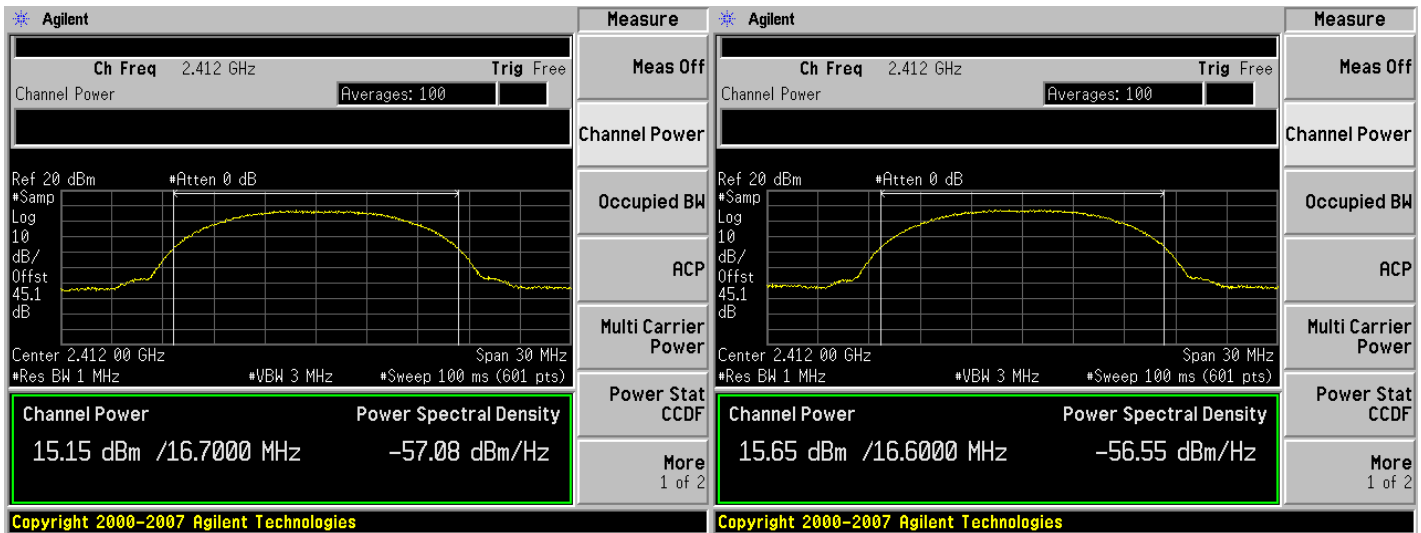 Agilent
Measure
Ch Freq 2.412 GHz Trig Free
Meas Off
Channel Power Averages: 100
Channel Power
Ref 20 dBm #Atten 0 dB
#Samp
Log
10
dB/
Offst
45.1
dB
Occupied BW
ACP
Multi Carrier
Power
Center 2.412 00 GHz Span 30 MHz
#Res BW 1 MHz #VBW 3 MHz #Sweep 100 ms (601 pts)
Power Stat
CCDF
Channel Power Power Spectral Density
15.15 dBm /16.7000 MHz -57.08 dBm/Hz
More
1 of 2
Copyright 2000-2007 Agilent Technologies
Agilent
Measure
Ch Freq 2.412 GHz Trig Free
Meas Off
Channel Power Averages: 100
Channel Power
Ref 20 dBm #Atten 0 dB
#Samp
Log
10
dB/
Offst
45.1
dB
Occupied BW
ACP
Multi Carrier
Power
Center 2.412 00 GHz Span 30 MHz
#Res BW 1 MHz #VBW 3 MHz #Sweep 100 ms (601 pts)
Power Stat
CCDF
Channel Power Power Spectral Density
15.65 dBm /16.6000 MHz -56.55 dBm/Hz
More
1 of 2
Copyright 2000-2007 Agilent Technologies